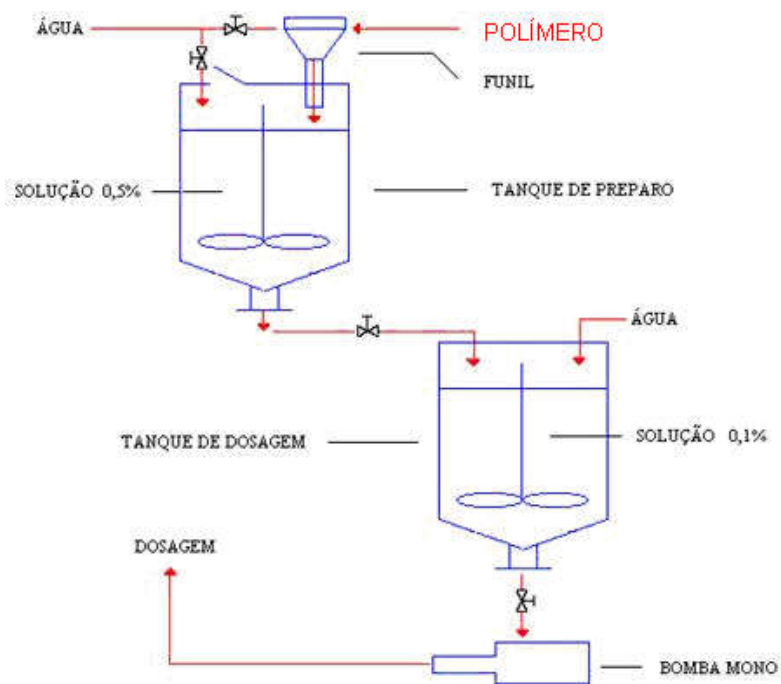 ÁGUA
POLÍMERO
FUNIL
SOLUÇÃO 0,5%
TANQUE DE PREPARO
ÁGUA
TANQUE DE DOSAGEM
SOLUÇÃO 0,1%
DOSAGEM
BOMBA MONO